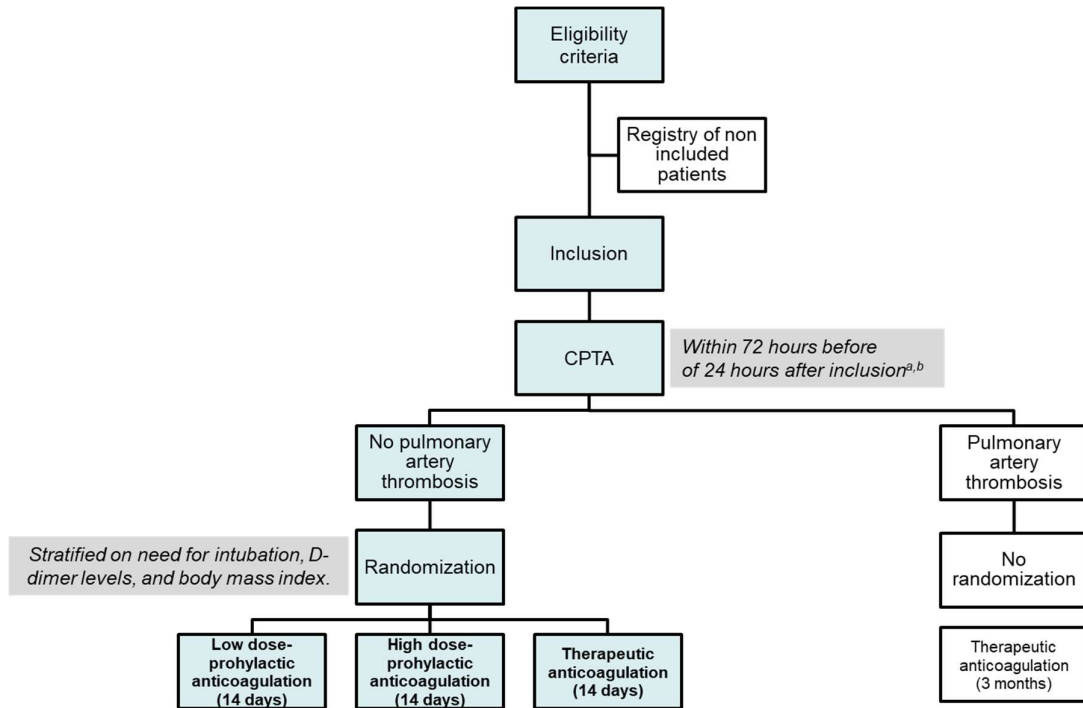 Eligibility
criteria
Registry of non
included
patients
Inclusion
CPTA
Within 72 hours before
of 24 hours after inclusionᵃ,ᵇ
No pulmonary
artery
thrombosis
Pulmonary
artery
thrombosis
Stratified on need for intubation, D-
dimer levels, and body mass index.
Randomization
No
randomization
Low dose-
prohylactic
anticoagulation
(14 days)
High dose-
prohylactic
anticoagulation
(14 days)
Therapeutic
anticoagulation
(14 days)
Therapeutic
anticoagulation
(3 months)